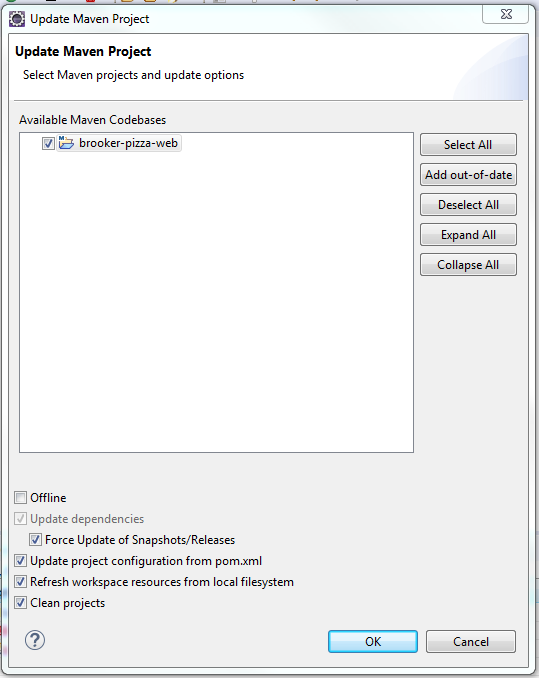 Update Maven Project
Update Maven Project
Select Maven projects and update options
Available Maven Codebases
brooker-pizza-web
Select All
Add out-of-date
Deselect All
Expand All
Collapse All
Offline
Update dependencies
Force Update of Snapshots/Releases
Update project configuration from pom.xml
Refresh workspace resources from local filesystem
Clean projects
?
OK
Cancel